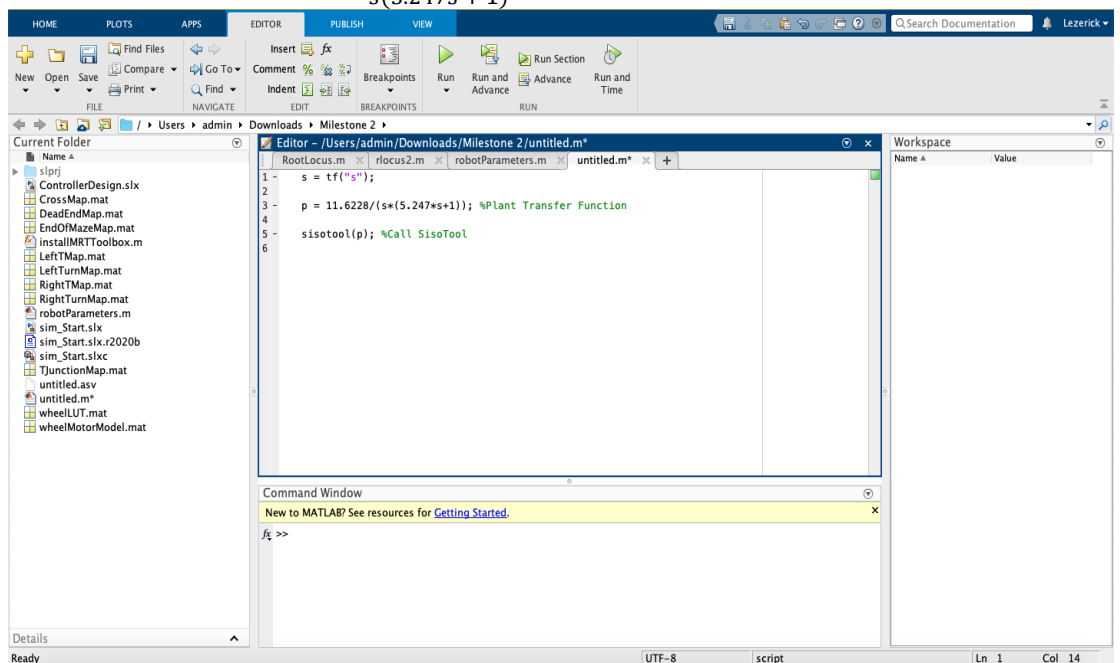 s(5.247s + 1)
HOME PLOTS APPS EDITOR PUBLISH VIEW Search Documentation Lezerick
Find Files Insert fx
Compare Go To Comment % Run Section
New Open Save Breakpoints Run Run and Advance Run and
Print Find Indent Advance Time
FILE NAVIGATE EDIT BREAKPOINTS RUN
/ Users admin Downloads Milestone 2
Current Folder
Name
slprj
ControllerDesign.slx
CrossMap.mat
DeadEndMap.mat
EndOfMazeMap.mat
installMRTToolbox.m
LeftTMap.mat
LeftTurnMap.mat
RightTMap.mat
RightTurnMap.mat
robotParameters.m
sim_Start.slx
sim_Start.slx.r2020b
sim_Start.slxc
TJunctionMap.mat
untitled.asv
untitled.m*
wheelLUT.mat
wheelMotorModel.mat
Details
Editor – /Users/admin/Downloads/Milestone 2/untitled.m*
RootLocus.m rlocus2.m robotParameters.m untitled.m* +
1 – s = tf("s");
2
3 – p = 11.6228/(s*(5.247*s+1)); %Plant Transfer Function
4
5 – sisotool(p); %Call SisoTool
6
Command Window
New to MATLAB? See resources for Getting Started.
fx >>
Workspace
Name Value
Ready UTF-8 script Ln 1 Col 14